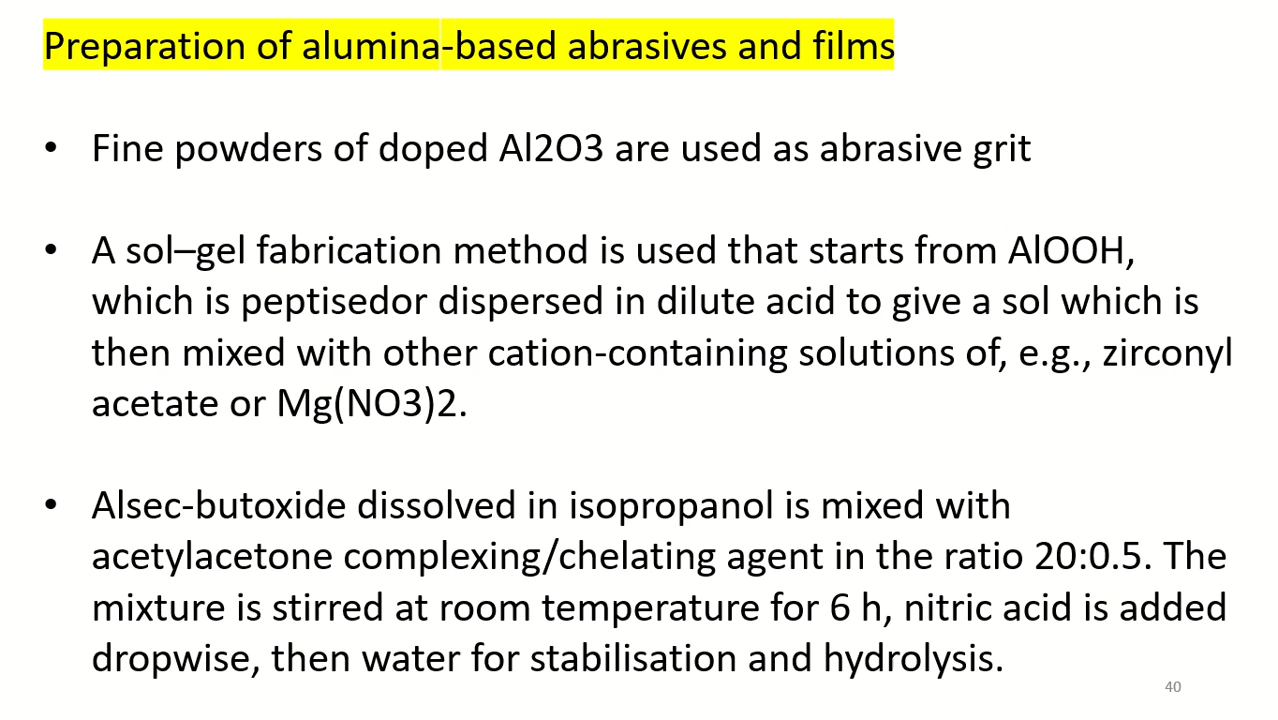 Preparation of alumina-based abrasives and films
• Fine powders of doped Al2O3 are used as abrasive grit
• A sol–gel fabrication method is used that starts from AlOOH,
which is peptisedor dispersed in dilute acid to give a sol which is
then mixed with other cation-containing solutions of, e.g., zirconyl
acetate or Mg(NO3)2.
• Alsec-butoxide dissolved in isopropanol is mixed with
acetylacetone complexing/chelating agent in the ratio 20:0.5. The
mixture is stirred at room temperature for 6 h, nitric acid is added
dropwise, then water for stabilisation and hydrolysis.
40